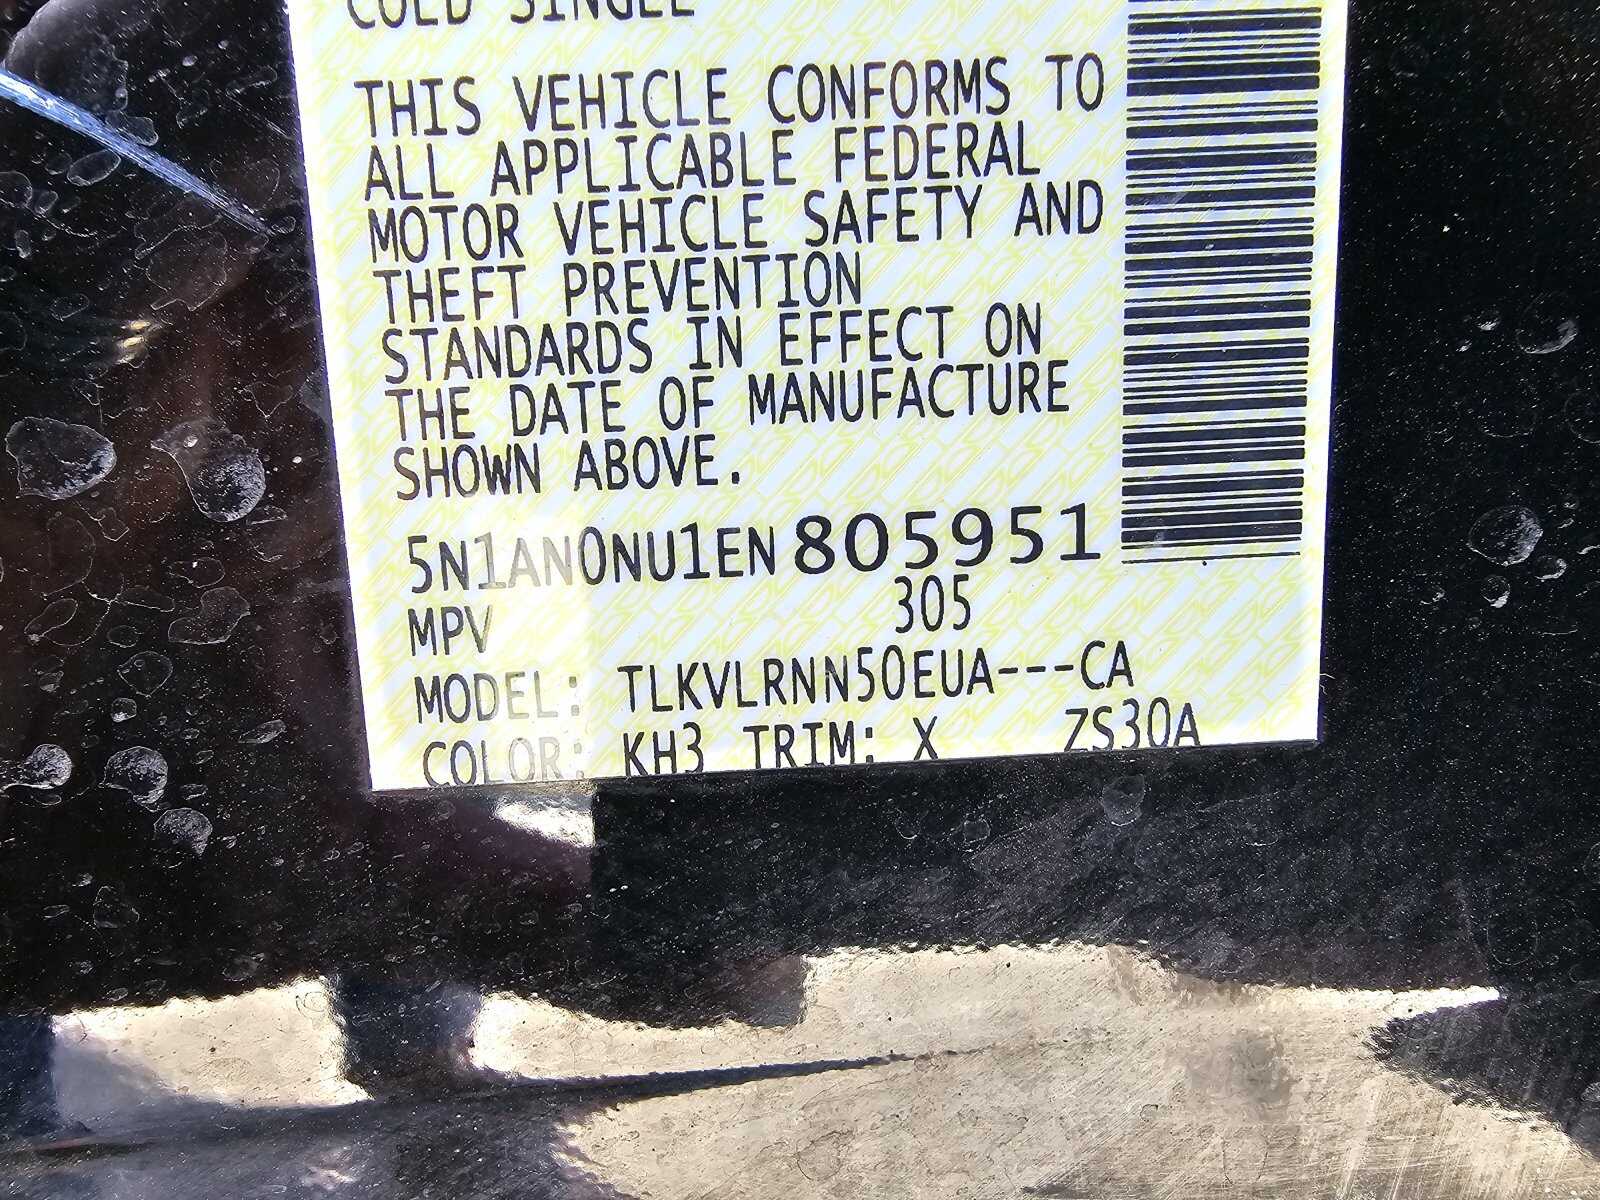 COLD SINGLE
THIS VEHICLE CONFORMS TO
ALL APPLICABLE FEDERAL
MOTOR VEHICLE SAFETY AND
THEFT PREVENTION
STANDARDS IN EFFECT ON
THE DATE OF MANUFACTURE
SHOWN ABOVE.
5N1AN0NU1EN805951
MPV 305
MODEL: TLKVLRNN50EUA---CA
COLOR: KH3 TRIM: X ZS30A